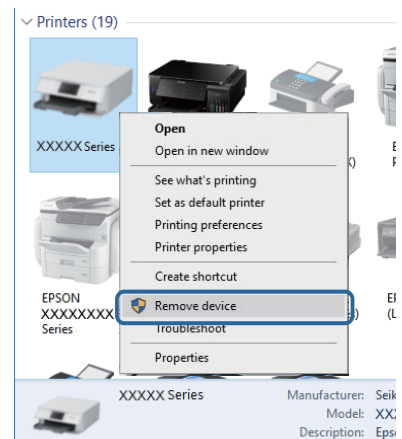 Printers (19)
XXXXX Series
Open
Open in new window
See what's printing
Set as default printer
Printing preferences
Printer properties
Create shortcut
Remove device
Troubleshoot
Properties
EPSON
XXXXXXXX
Series
XXXXX Series
Manufacturer:
Model:
Description: